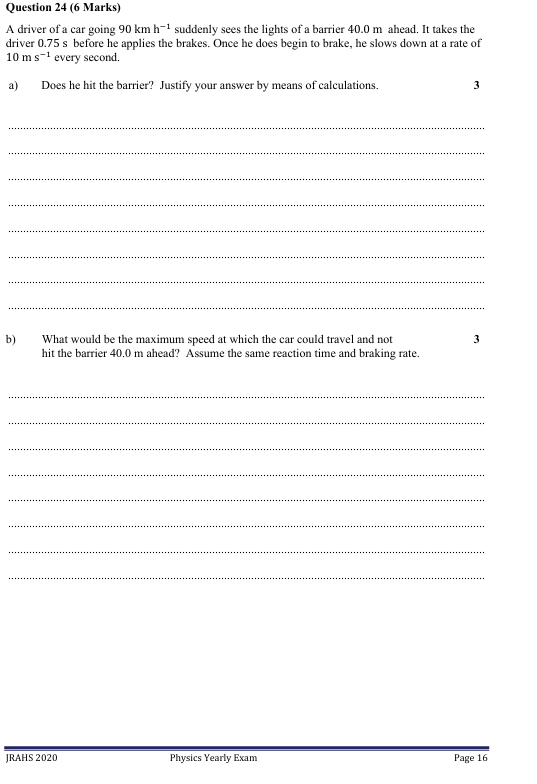 Question 24 (6 Marks)
A driver of a car going 90 km h⁻¹ suddenly sees the lights of a barrier 40.0 m ahead. It takes the
driver 0.75 s before he applies the brakes. Once he does begin to brake, he slows down at a rate of
10 m s⁻¹ every second.
a) Does he hit the barrier? Justify your answer by means of calculations. 3
b) What would be the maximum speed at which the car could travel and not 3
hit the barrier 40.0 m ahead? Assume the same reaction time and braking rate.
JRAHS 2020 Physics Yearly Exam Page 16